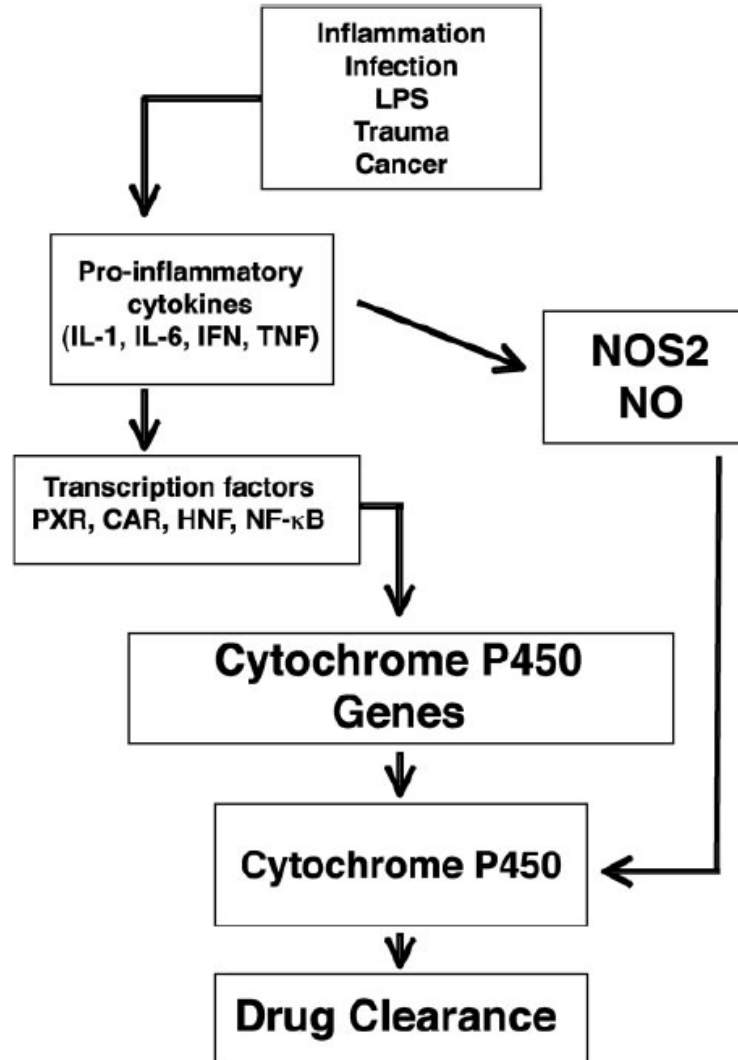 Inflammation
Infection
LPS
Trauma
Cancer
Pro-inflammatory
cytokines
(IL-1, IL-6, IFN, TNF)
NOS2
NO
Transcription factors
PXR, CAR, HNF, NF-κB
Cytochrome P450
Genes
Cytochrome P450
Drug Clearance